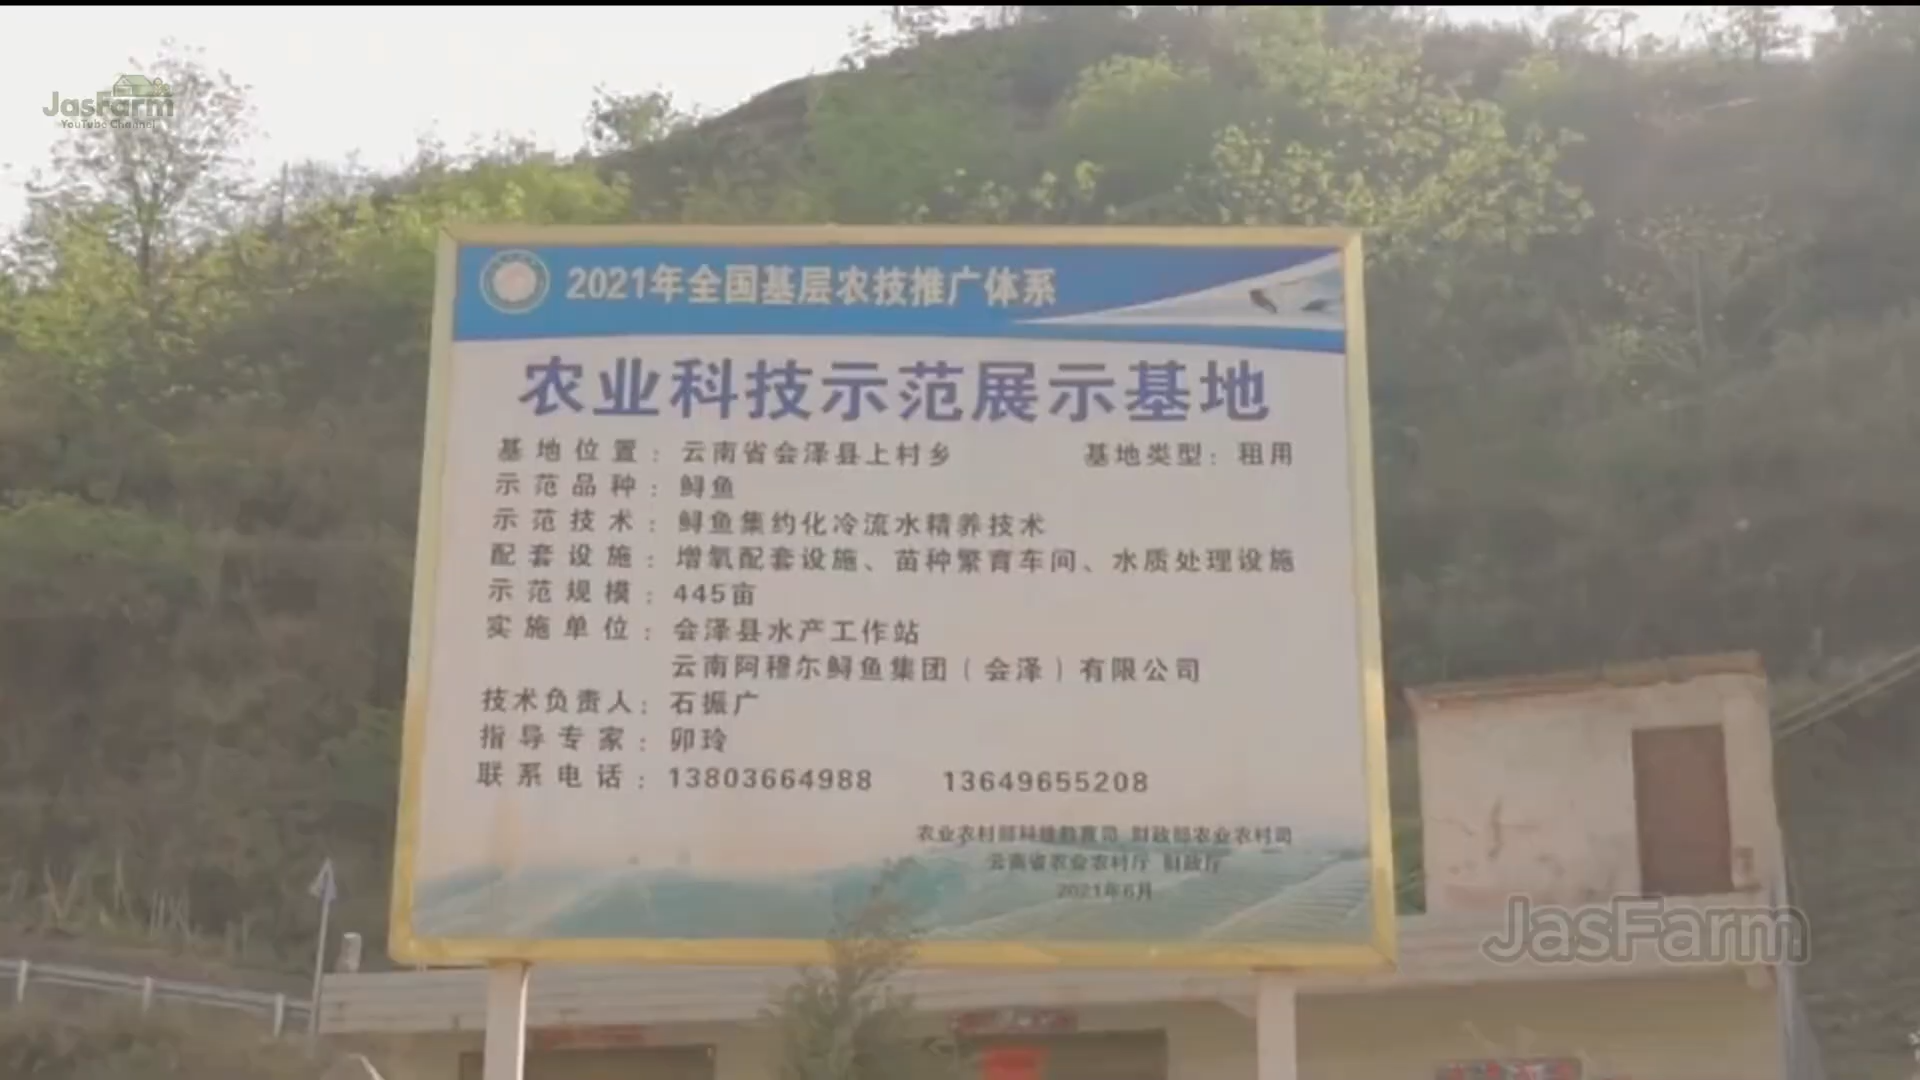 JasFarm
YouTube Channel
2021年全国基层农技推广体系
农业科技示范展示基地
基地位置：云南省会泽县上村乡 基地类型：租用
示范品种：鲟鱼
示范技术：鲟鱼集约化冷流水精养技术
配套设施：增氧配套设施、苗种繁育车间、水质处理设施
示范规模：445亩
实施单位：会泽县水产工作站
云南阿穆尔鲟鱼集团（会泽）有限公司
技术负责人：石振广
指导专家：卯玲
联系电话：13803664988 13649655208
农业农村部科技教育司 财政部农业农村司
云南省农业农村厅 财政厅
2021年6月
JasFarm